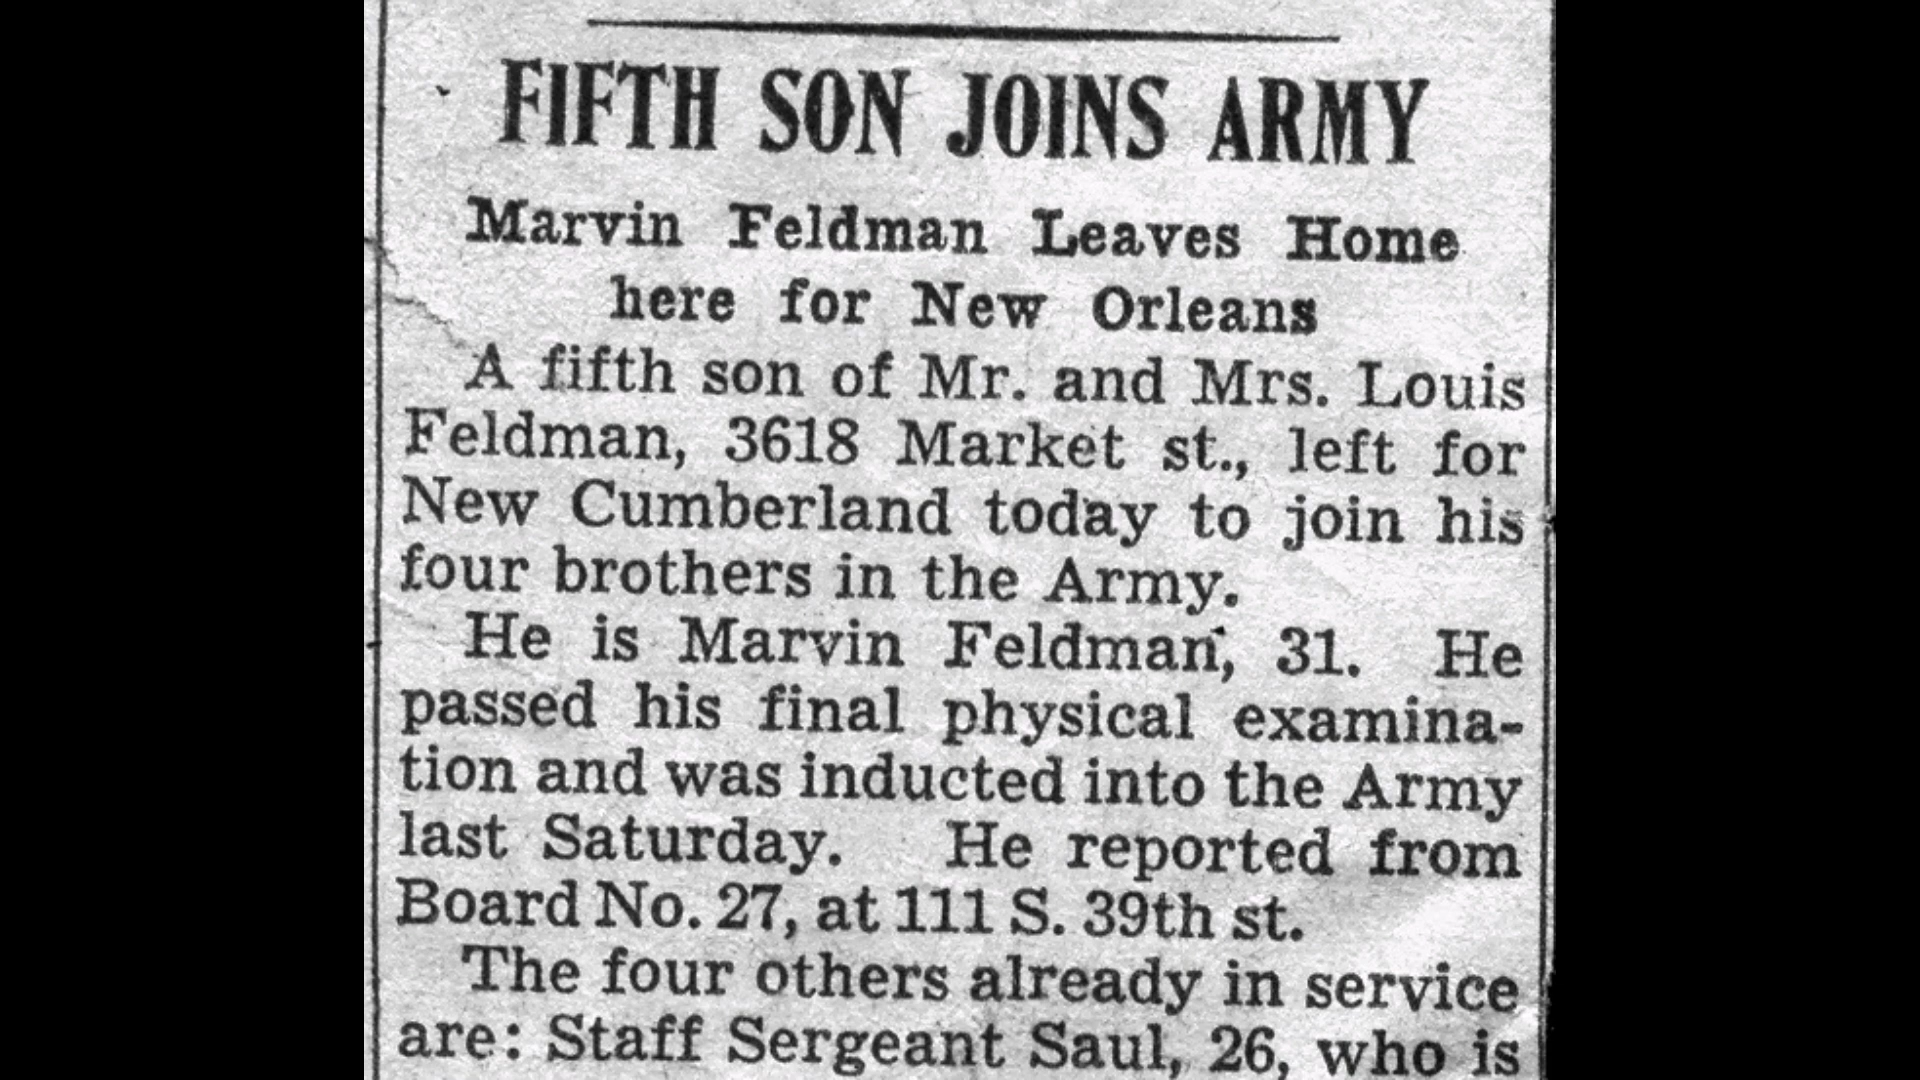 FIFTH SON JOINS ARMY
Marvin Feldman Leaves Home
here for New Orleans
A fifth son of Mr. and Mrs. Louis
Feldman, 3618 Market st., left for
New Cumberland today to join his
four brothers in the Army.
He is Marvin Feldman, 31. He
passed his final physical examina-
tion and was inducted into the Army
last Saturday. He reported from
Board No. 27, at 111 S. 39th st.
The four others already in service
are: Staff Sergeant Saul, 26, who is